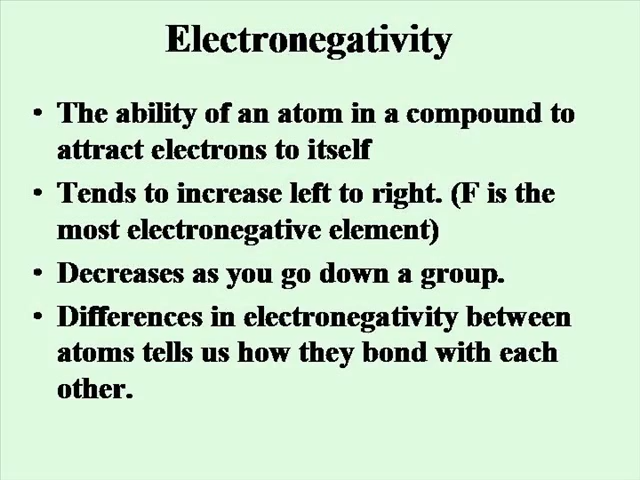 Electronegativity
• The ability of an atom in a compound to
attract electrons to itself
• Tends to increase left to right. (F is the
most electronegative element)
• Decreases as you go down a group.
• Differences in electronegativity between
atoms tells us how they bond with each
other.